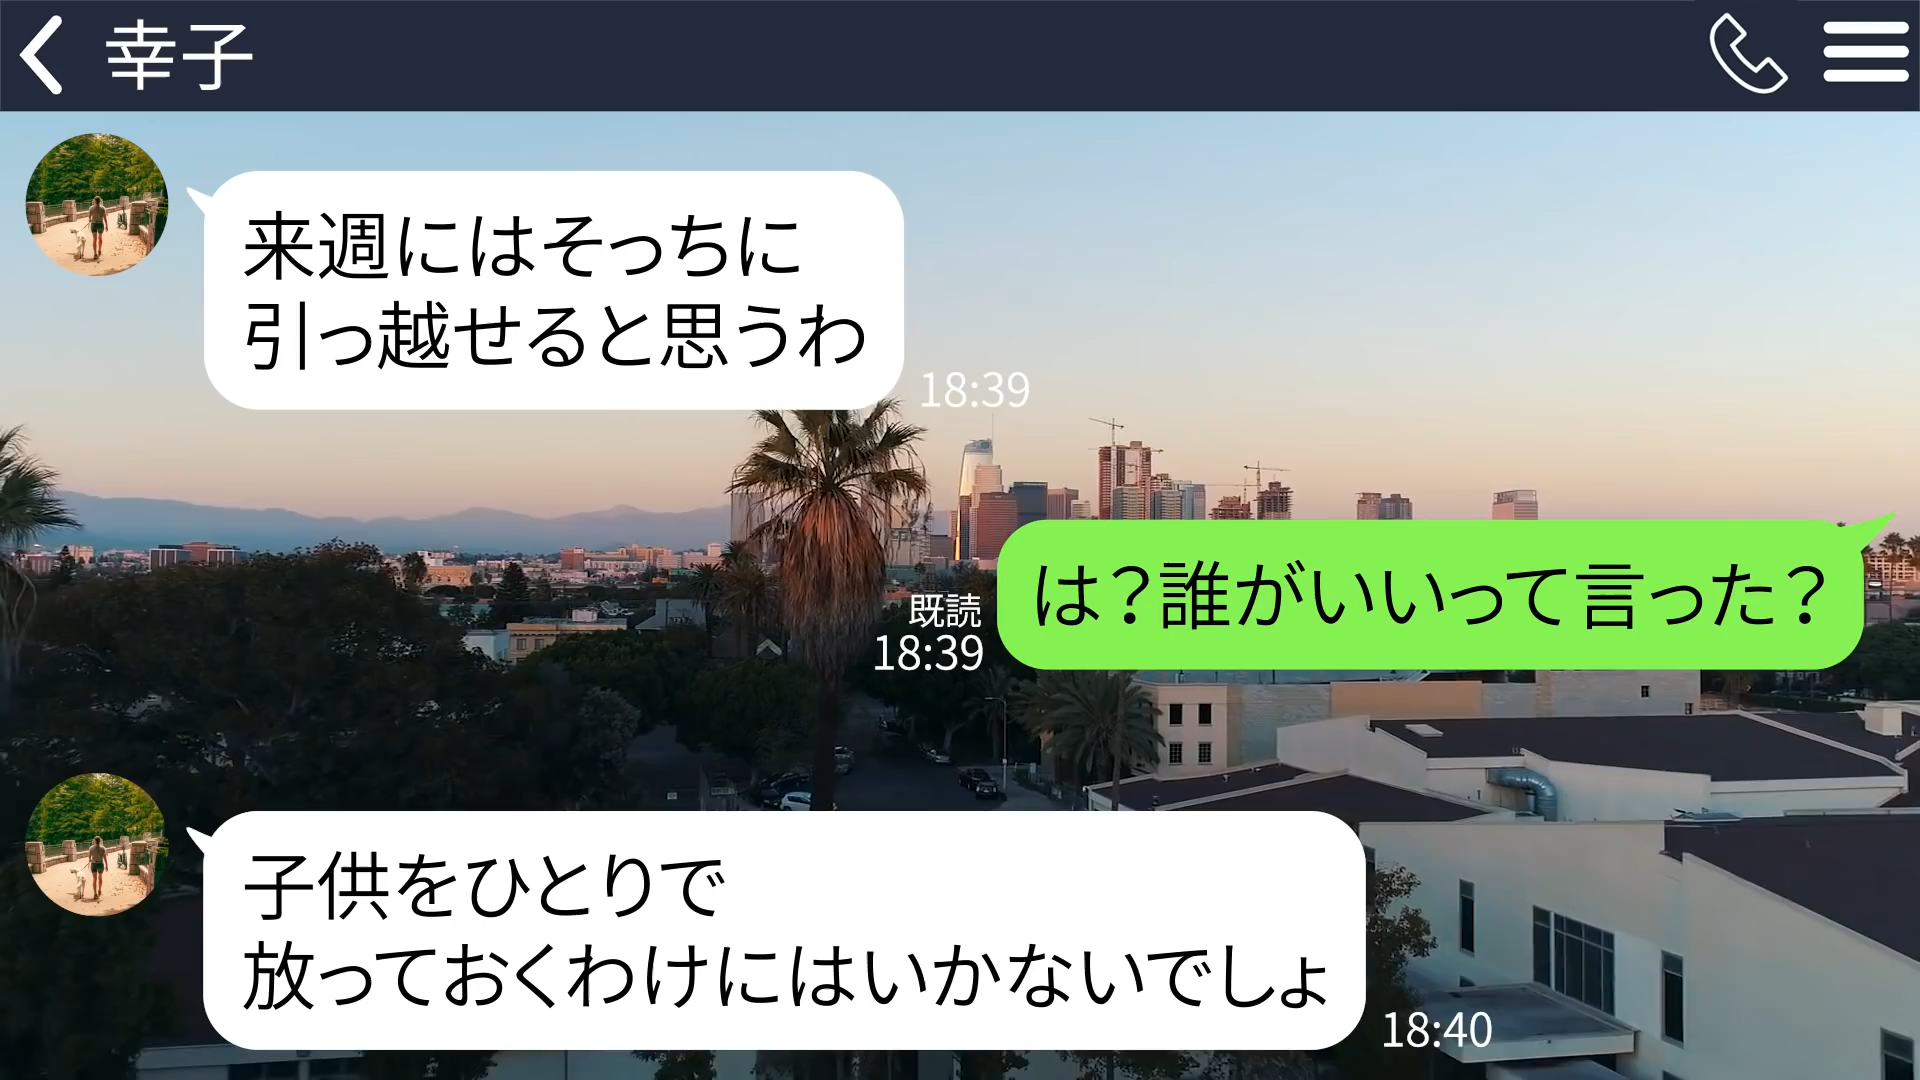 幸子
来週にはそっちに
引っ越せると思うわ
18:39
は？誰がいいって言った？
既読
18:39
子供をひとりで
放っておくわけにはいかないでしょ
18:40